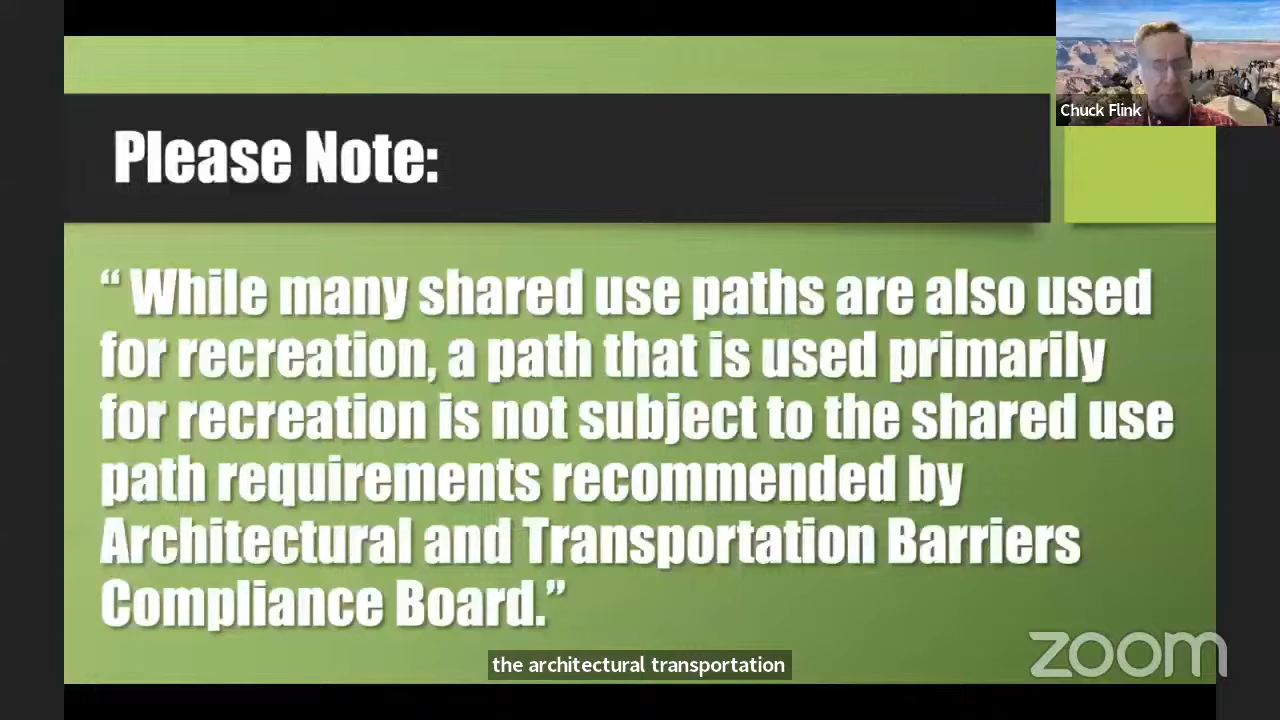 Chuck Flink
Please Note:
“ While many shared use paths are also used
for recreation, a path that is used primarily
for recreation is not subject to the shared use
path requirements recommended by
Architectural and Transportation Barriers
Compliance Board.”
the architectural transportation
zoom